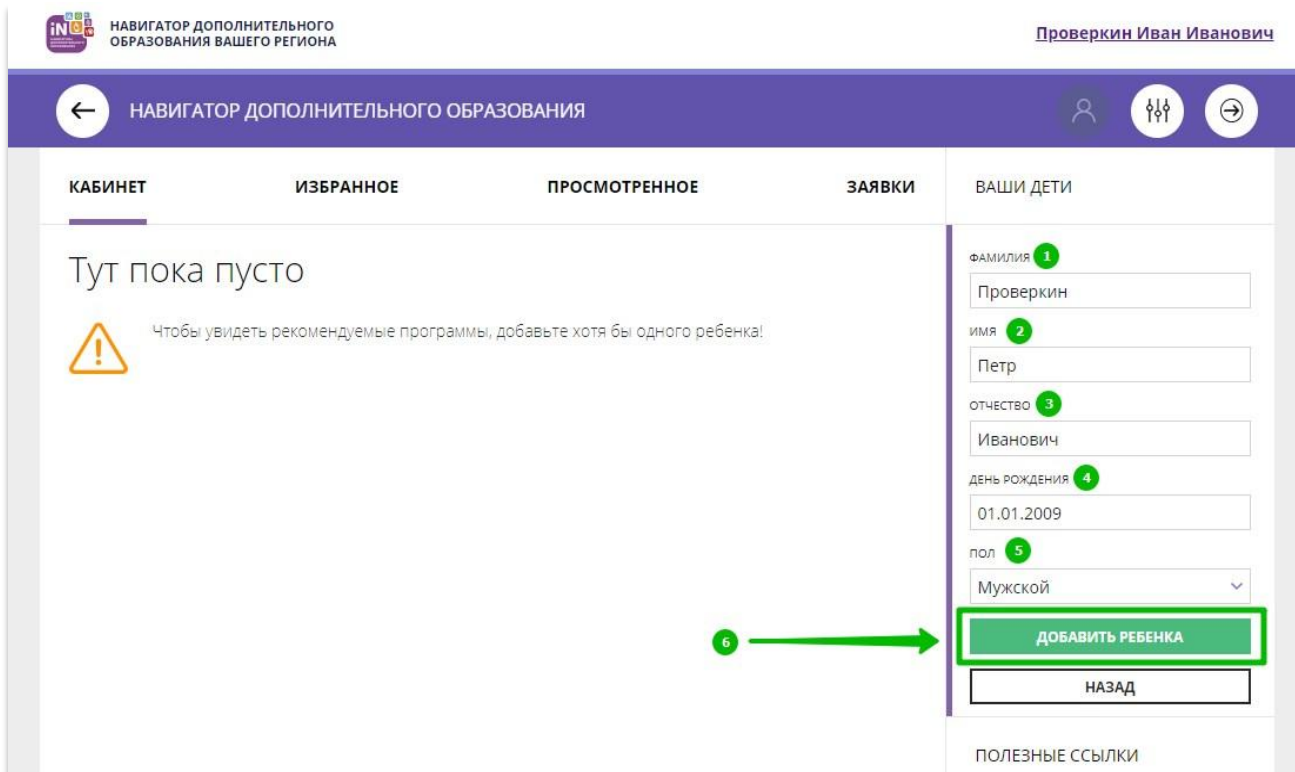 iN
НАВИГАТОР ДОПОЛНИТЕЛЬНОГО
ОБРАЗОВАНИЯ ВАШЕГО РЕГИОНА
Проверкин Иван Иванович
НАВИГАТОР ДОПОЛНИТЕЛЬНОГО ОБРАЗОВАНИЯ
КАБИНЕТ ИЗБРАННОЕ ПРОСМОТРЕННОЕ ЗАЯВКИ
Тут пока пусто
Чтобы увидеть рекомендуемые программы, добавьте хотя бы одного ребенка!
ВАШИ ДЕТИ
ФАМИЛИЯ 1
Проверкин
ИМЯ 2
Петр
ОТЧЕСТВО 3
Иванович
ДЕНЬ РОЖДЕНИЯ 4
01.01.2009
ПОЛ 5
Мужской
6
ДОБАВИТЬ РЕБЕНКА
НАЗАД
ПОЛЕЗНЫЕ ССЫЛКИ